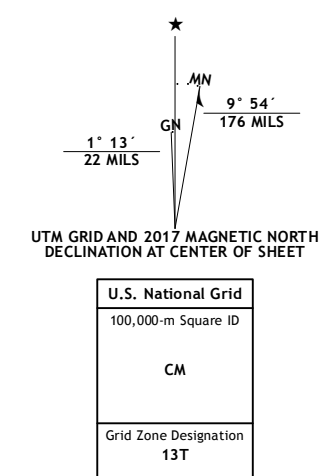 ★
MN
9° 54´
176 MILS
GN
1° 13´
22 MILS
UTM GRID AND 2017 MAGNETIC NORTH
DECLINATION AT CENTER OF SHEET
U.S. National Grid
100,000-m Square ID
CM
Grid Zone Designation
13T